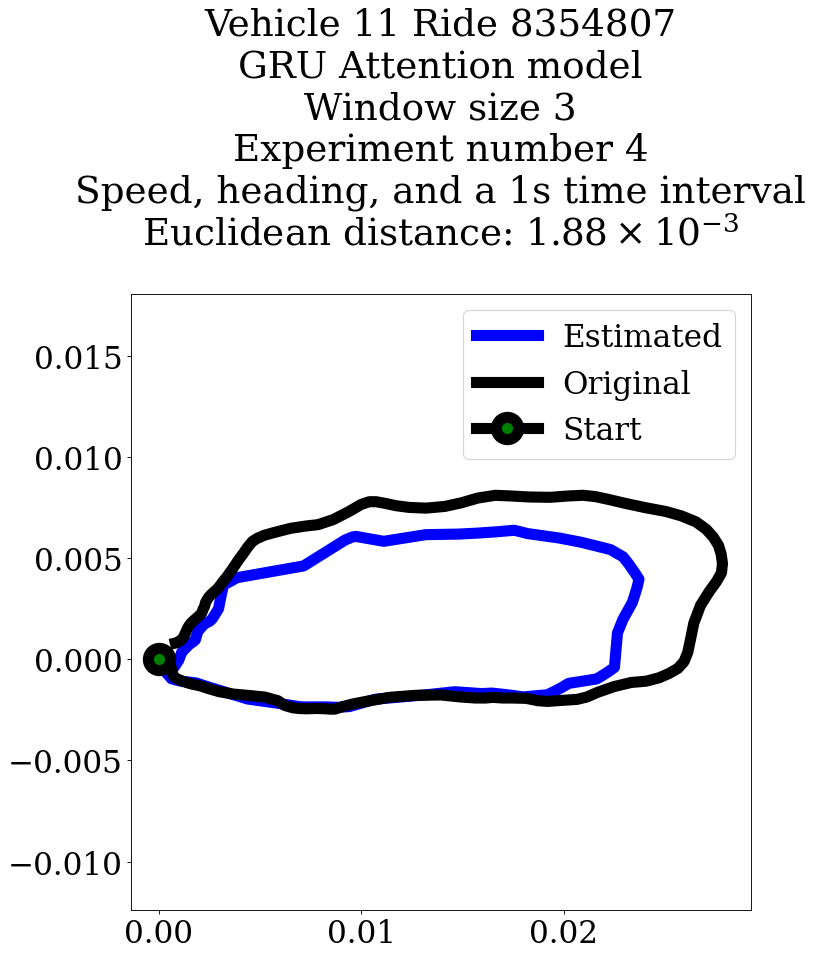 Vehicle 11 Ride 8354807
GRU Attention model
Window size 3
Experiment number 4
Speed, heading, and a 1s time interval
Euclidean distance: 1.88 × 10⁻³
Estimated
Original
Start
0.015
0.010
0.005
0.000
−0.005
−0.010
0.00 0.01 0.02